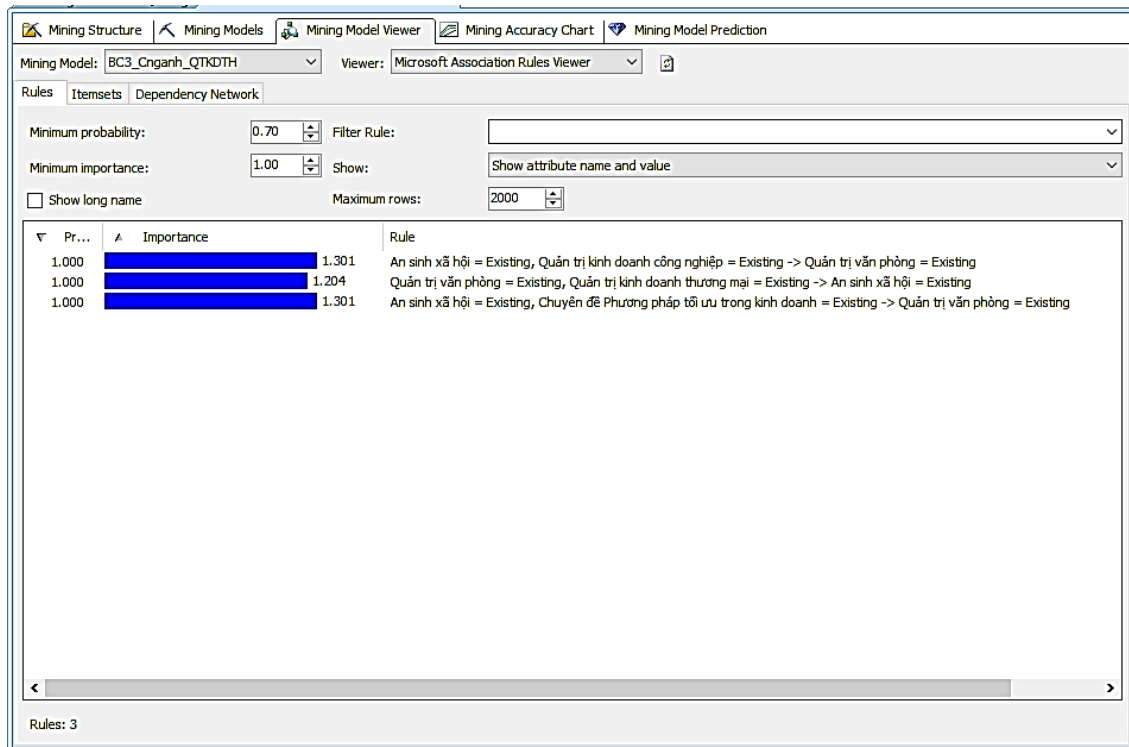 Mining Structure Mining Models Mining Model Viewer Mining Accuracy Chart Mining Model Prediction
Mining Model: BC3_Cnganh_QTKDTH Viewer: Microsoft Association Rules Viewer
Rules Itemsets Dependency Network
Minimum probability: 0.70 Filter Rule:
Minimum importance: 1.00 Show: Show attribute name and value
Show long name Maximum rows: 2000
Pr... Importance Rule
1.000 1.301 An sinh xã hội = Existing, Quản trị kinh doanh công nghiệp = Existing -> Quản trị văn phòng = Existing
1.000 1.204 Quản trị văn phòng = Existing, Quản trị kinh doanh thương mại = Existing -> An sinh xã hội = Existing
1.000 1.301 An sinh xã hội = Existing, Chuyên đề Phương pháp tối ưu trong kinh doanh = Existing -> Quản trị văn phòng = Existing
Rules: 3